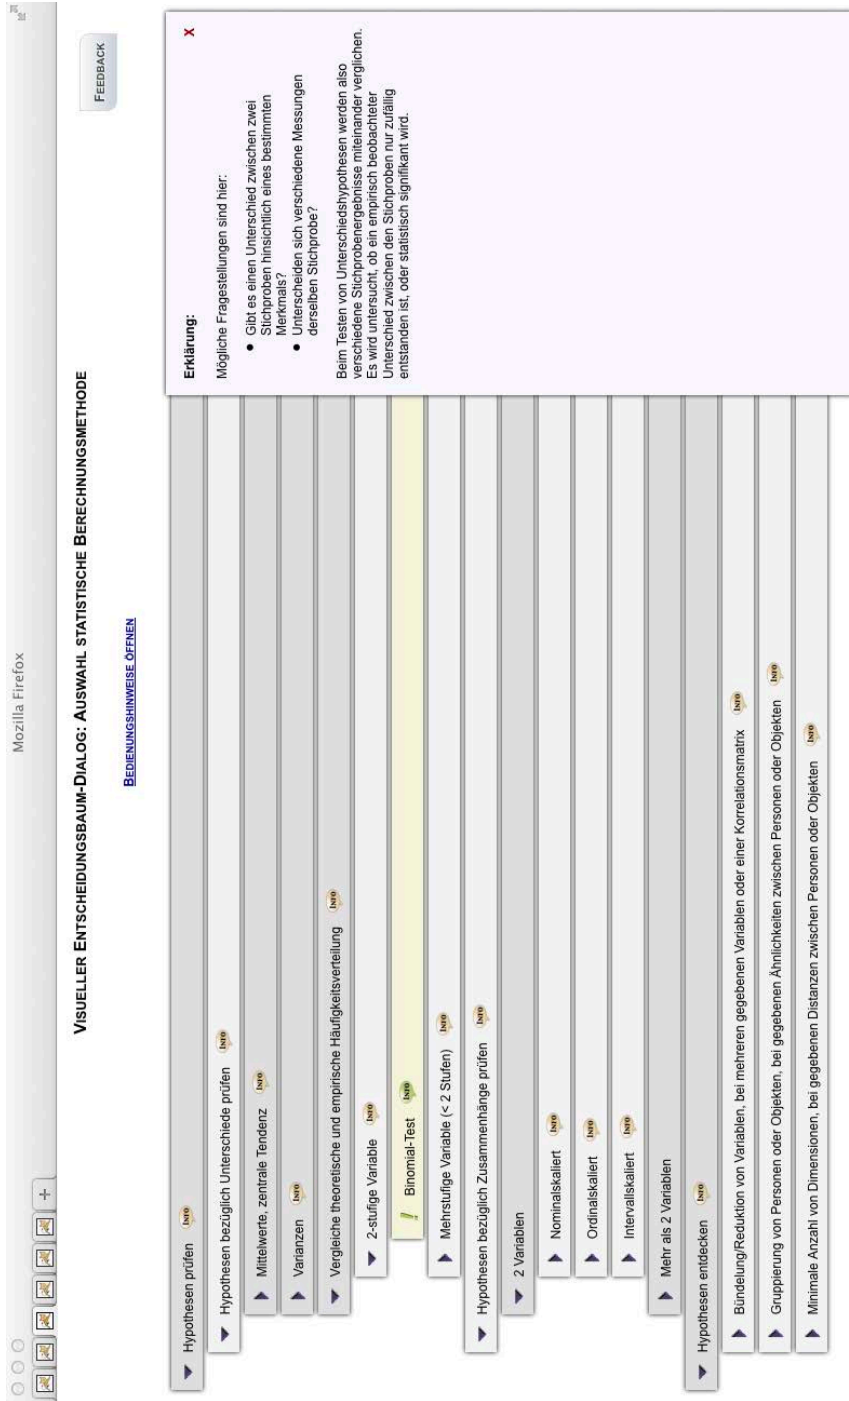 Mozilla Firefox
VISUELLER ENTSCHEIDUNGSBAUM-DIALOG: AUSWAHL STATISTISCHE BERECHNUNGSMETHODE
FEEDBACK
BEDIENUNGSHINWEISE ÖFFNEN
Hypothesen prüfen INFO
Hypothesen bezüglich Unterschiede prüfen INFO
Mittelwerte, zentrale Tendenz INFO
Varianzen INFO
Vergleiche theoretische und empirische Häufigkeitsverteilung INFO
2-stufige Variable INFO
! Binomial-Test INFO
Mehrstufige Variable (< 2 Stufen) INFO
Hypothesen bezüglich Zusammenhänge prüfen INFO
2 Variablen
Nominalskaliert INFO
Ordinalskaliert INFO
Intervallskaliert INFO
Mehr als 2 Variablen
Hypothesen entdecken INFO
Bündelung/Reduktion von Variablen, bei mehreren gegebenen Variablen oder einer Korrelationsmatrix INFO
Gruppierung von Personen oder Objekten, bei gegebenen Ähnlichkeiten zwischen Personen oder Objekten INFO
Minimale Anzahl von Dimensionen, bei gegebenen Distanzen zwischen Personen oder Objekten INFO
Erklärung: X
Mögliche Fragestellungen sind hier:
• Gibt es einen Unterschied zwischen zwei
Stichproben hinsichtlich eines bestimmten
Merkmals?
• Unterscheiden sich verschiedene Messungen
derselben Stichprobe?
Beim Testen von Unterschiedshypothesen werden also
verschiedene Stichprobenergebnisse miteinander verglichen.
Es wird untersucht, ob ein empirisch beobachteter
Unterschied zwischen den Stichproben nur zufällig
entstanden ist, oder statistisch signifikant wird.